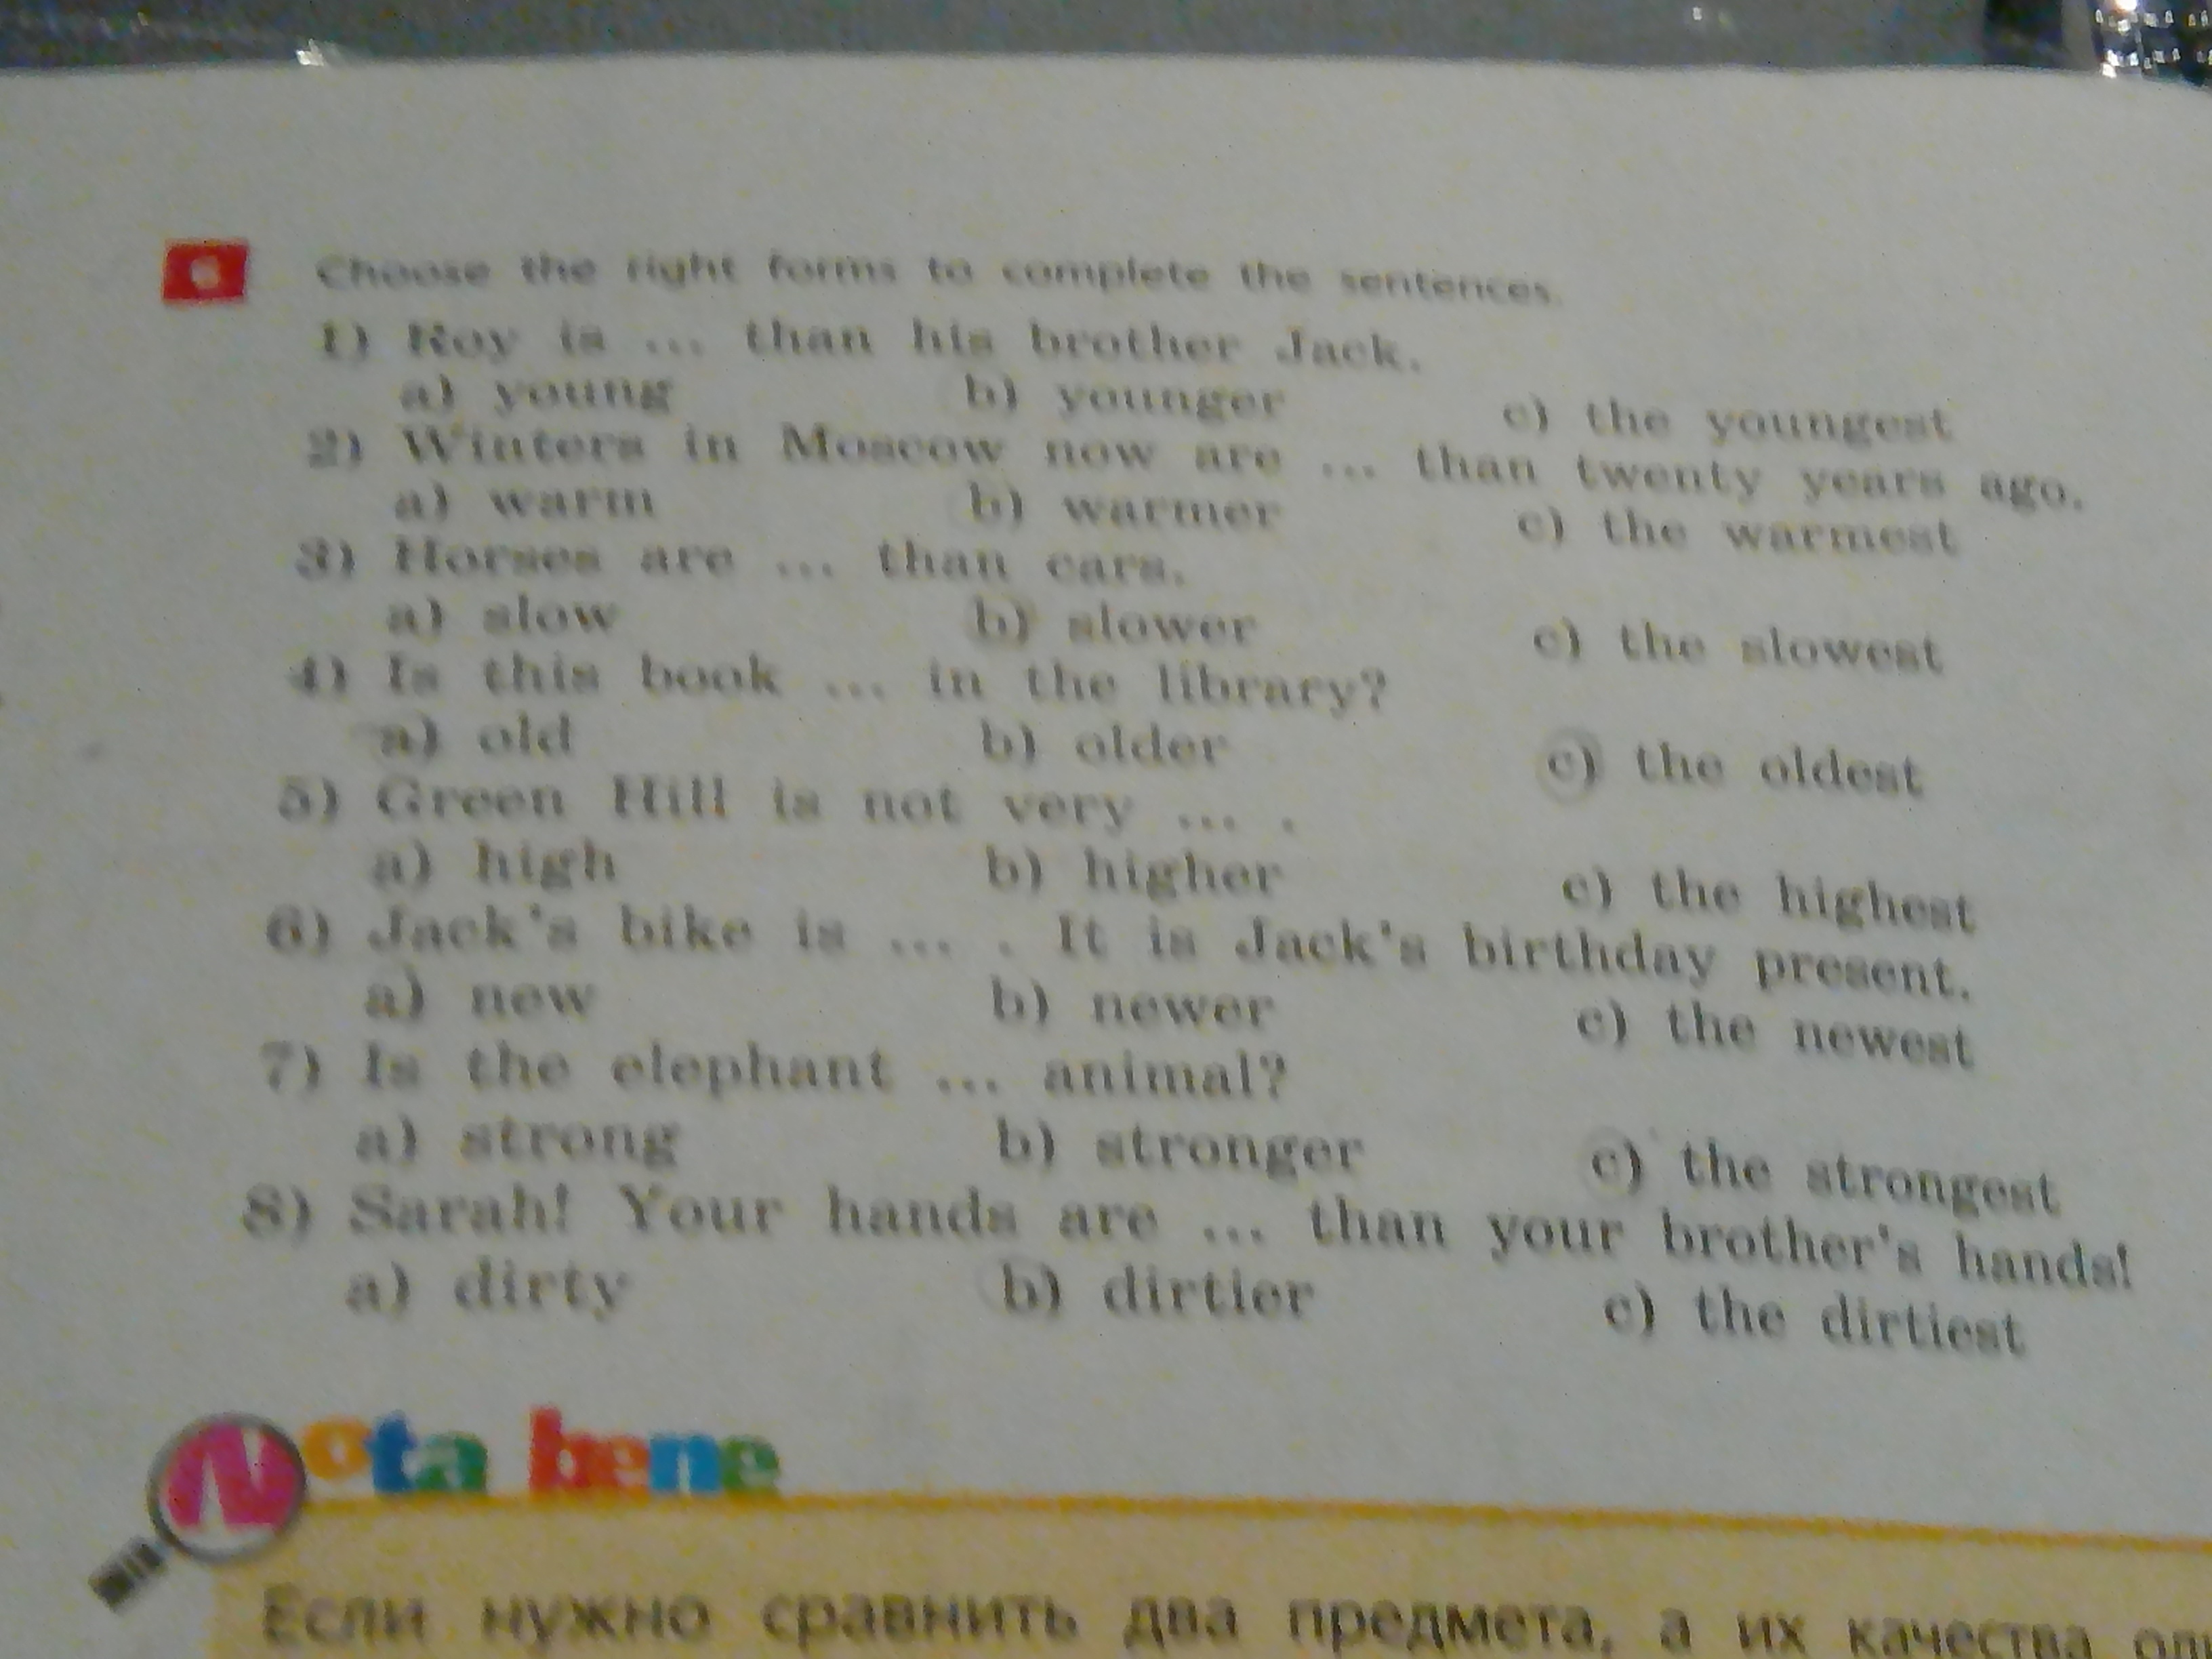 6 Choose the right forms to complete the sentences.
1) Roy is ... than his brother Jack.
a) young b) younger c) the youngest
2) Winters in Moscow now are ... than twenty years ago.
a) warm b) warmer c) the warmest
3) Horses are ... than cars.
a) slow b) slower c) the slowest
4) Is this book ... in the library?
a) old b) older c) the oldest
5) Green Hill is not very ... .
a) high b) higher c) the highest
6) Jack's bike is ... . It is Jack's birthday present.
a) new b) newer c) the newest
7) Is the elephant ... animal?
a) strong b) stronger c) the strongest
8) Sarah! Your hands are ... than your brother's hands!
a) dirty b) dirtier c) the dirtiest
Nota bene
Если нужно сравнить два предмета, а их качества